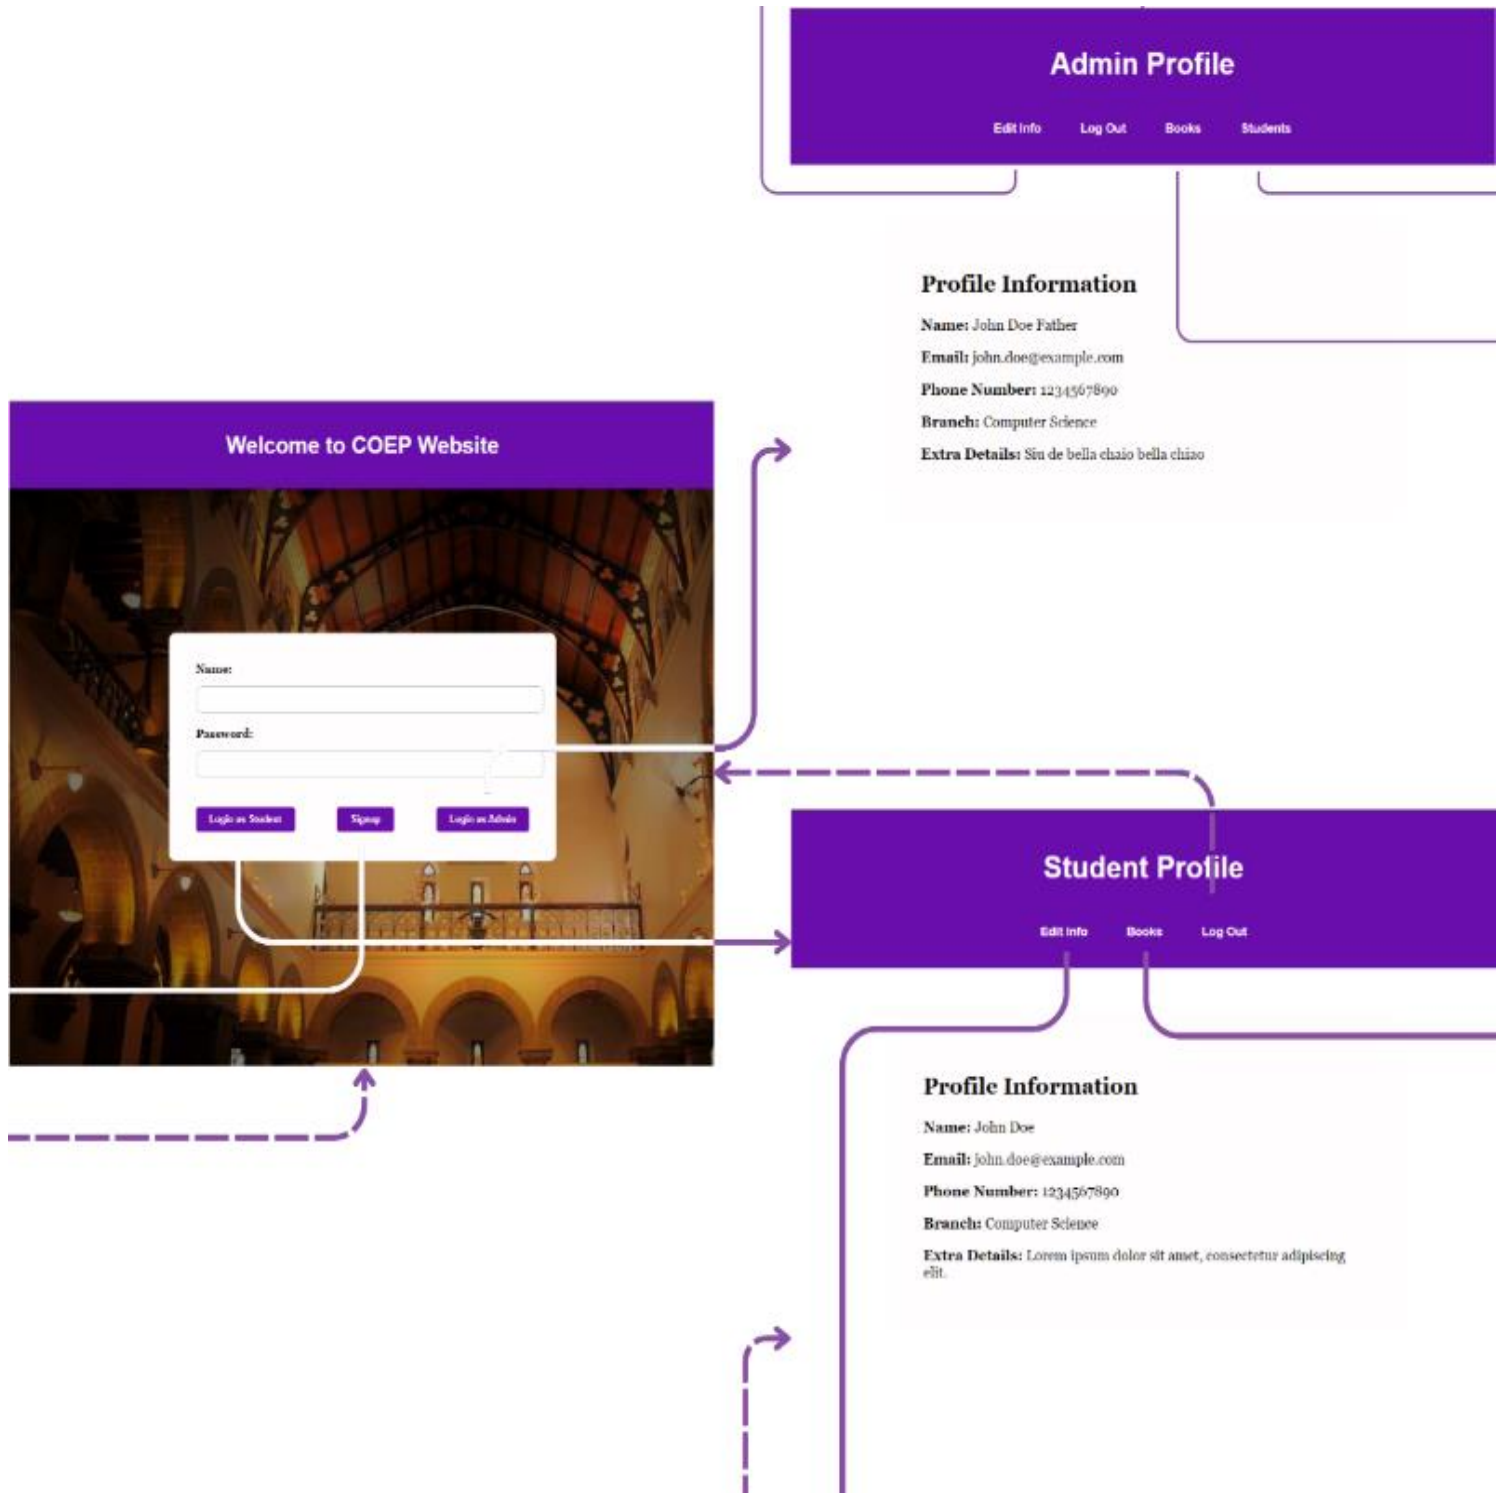 Admin Profile
Edit Info Log Out Books Students
Profile Information
Name: John Doe Father
Email: john.doe@example.com
Phone Number: 1234567890
Branch: Computer Science
Extra Details: Siu de bella chaio bella chiao
Welcome to COEP Website
Name:
Password:
Login as Student Signup Login as Admin
Student Profile
Edit Info Books Log Out
Profile Information
Name: John Doe
Email: john.doe@example.com
Phone Number: 1234567890
Branch: Computer Science
Extra Details: Lorem ipsum dolor sit amet, consectetur adipiscing
elit.